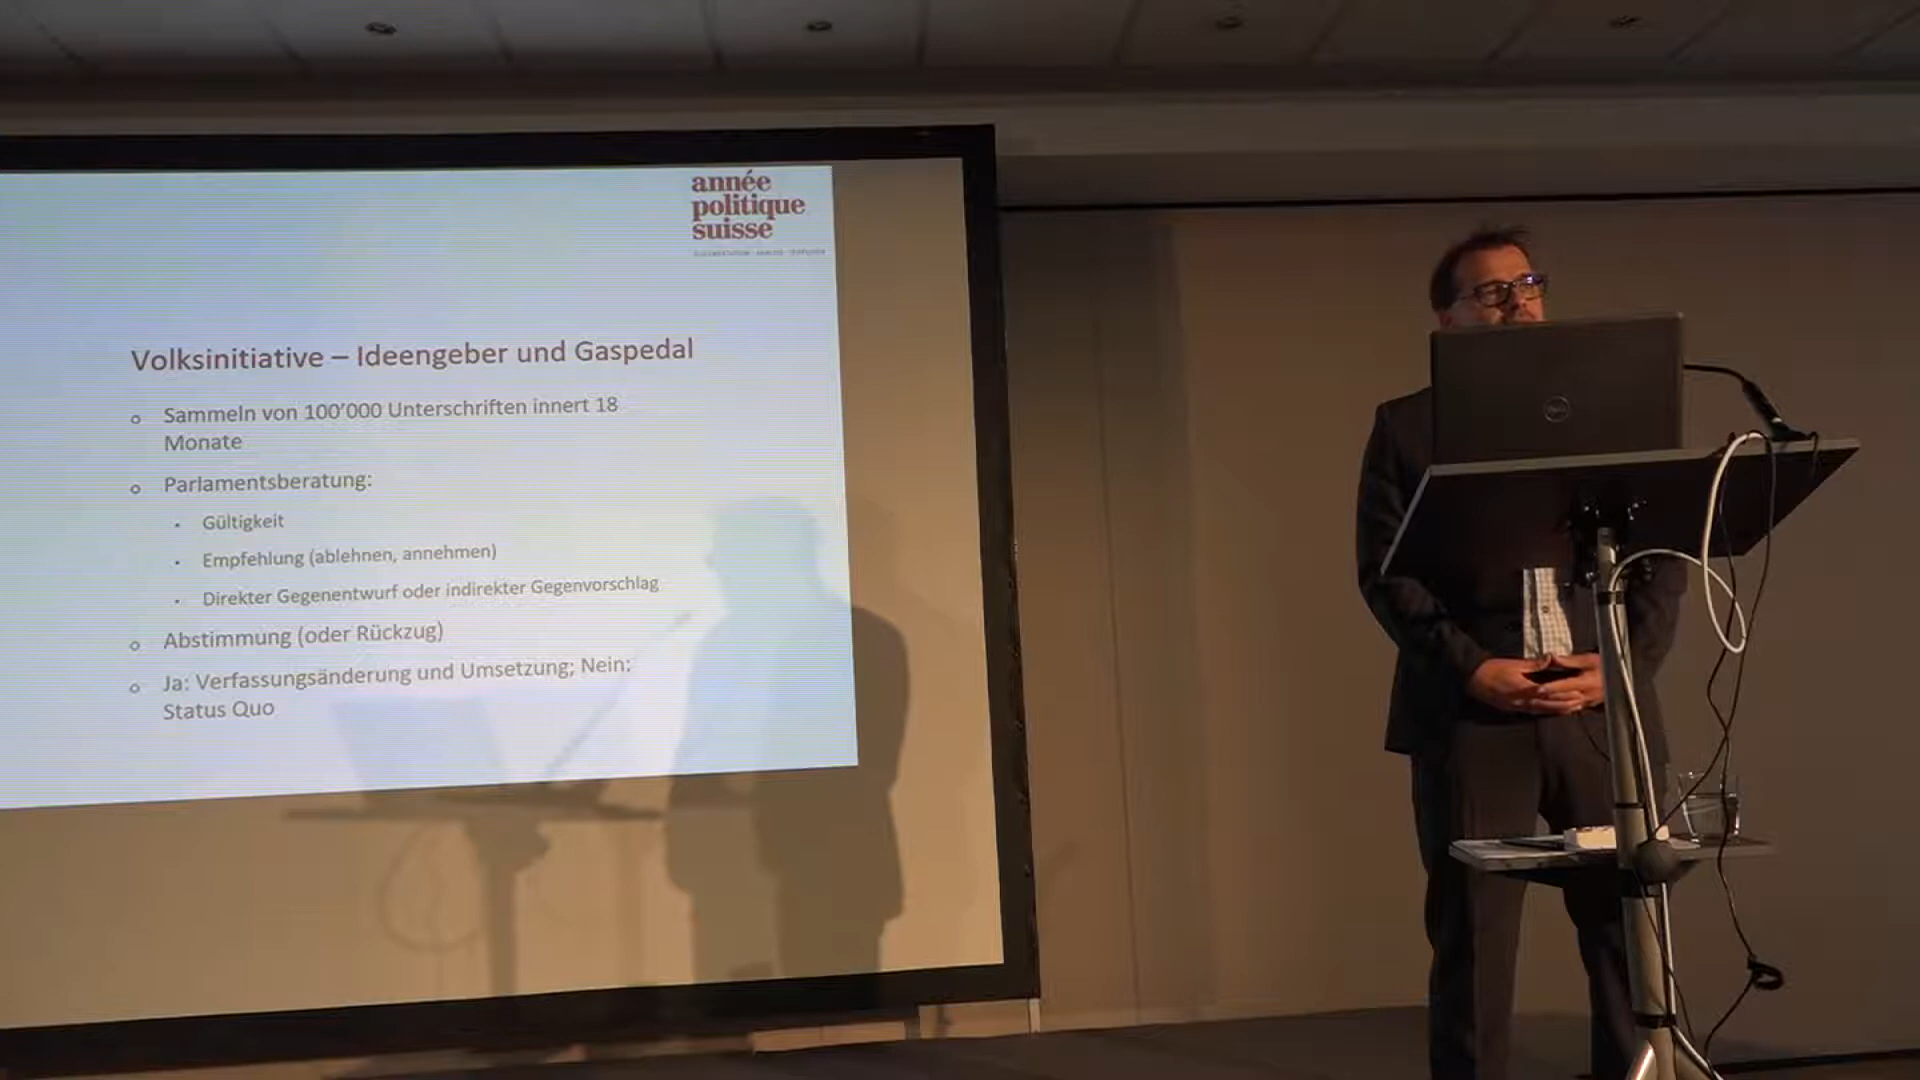 année
politique
suisse
Volksinitiative – Ideengeber und Gaspedal
o Sammeln von 100’000 Unterschriften innert 18
Monate
o Parlamentsberatung:
▪ Gültigkeit
▪ Empfehlung (ablehnen, annehmen)
▪ Direkter Gegenentwurf oder indirekter Gegenvorschlag
o Abstimmung (oder Rückzug)
o Ja: Verfassungsänderung und Umsetzung; Nein:
Status Quo
DELL